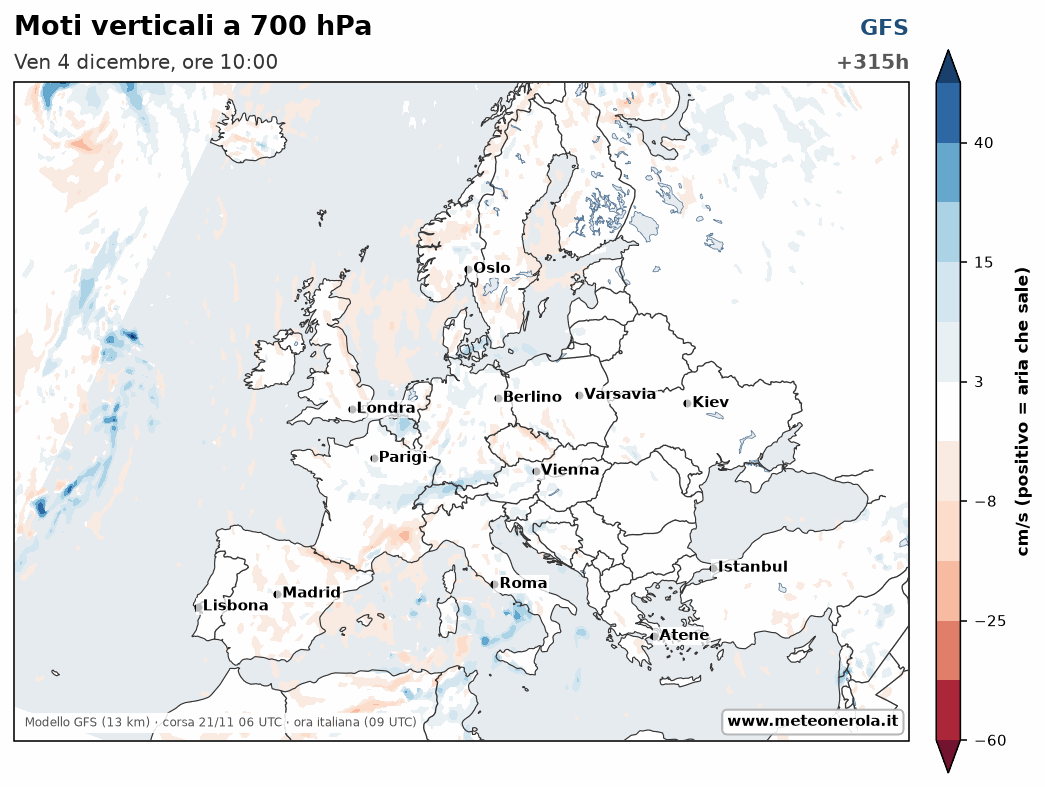 Moti verticali a 700 hPa
GFS
Ven 4 dicembre, ore 10:00
+315h
40
15
3
−8
−25
−60
cm/s (positivo = aria che sale)
Oslo
Berlino
Varsavia
Kiev
Londra
Parigi
Vienna
Istanbul
Roma
Madrid
Lisbona
Atene
Modello GFS (13 km) · corsa 21/11 06 UTC · ora italiana (09 UTC)
www.meteonerola.it